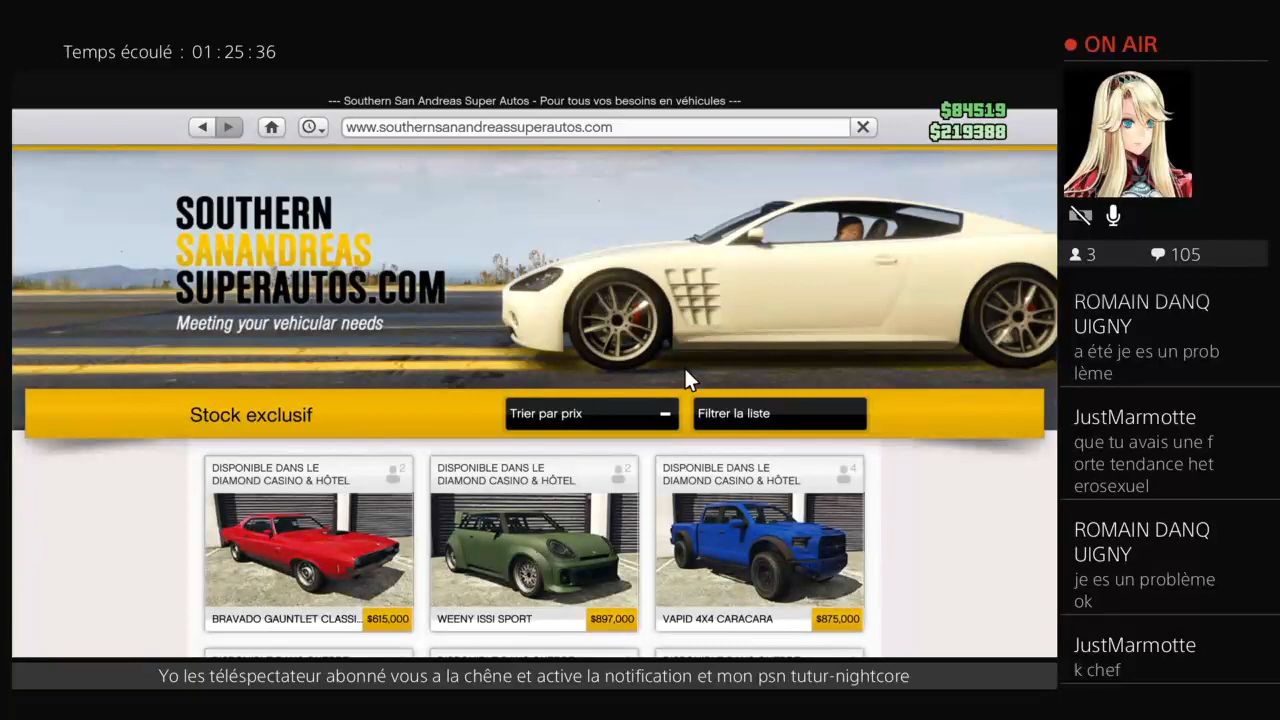 Temps écoulé : 01:25:36
ON AIR
--- Southern San Andreas Super Autos - Pour tous vos besoins en véhicules ---
$84519
www.southernsanandreassuperautos.com
$219388
SOUTHERN
SANANDREAS
SUPERAUTOS.COM
Meeting your vehicular needs
Stock exclusif
Trier par prix
Filtrer la liste
DISPONIBLE DANS LE
DIAMOND CASINO & HÔTEL
2
DISPONIBLE DANS LE
DIAMOND CASINO & HÔTEL
2
DISPONIBLE DANS LE
DIAMOND CASINO & HÔTEL
4
BRAVADO GAUNTLET CLASSI... $615,000
WEENY ISSI SPORT $897,000
VAPID 4X4 CARACARA $875,000
Yo les téléspectateur abonné vous a la chêne et active la notification et mon psn tutur-nightcore
3 105
ROMAIN DANQ
UIGNY
a été je es un prob
lème
JustMarmotte
que tu avais une f
orte tendance het
erosexuel
ROMAIN DANQ
UIGNY
je es un problème
ok
JustMarmotte
k chef